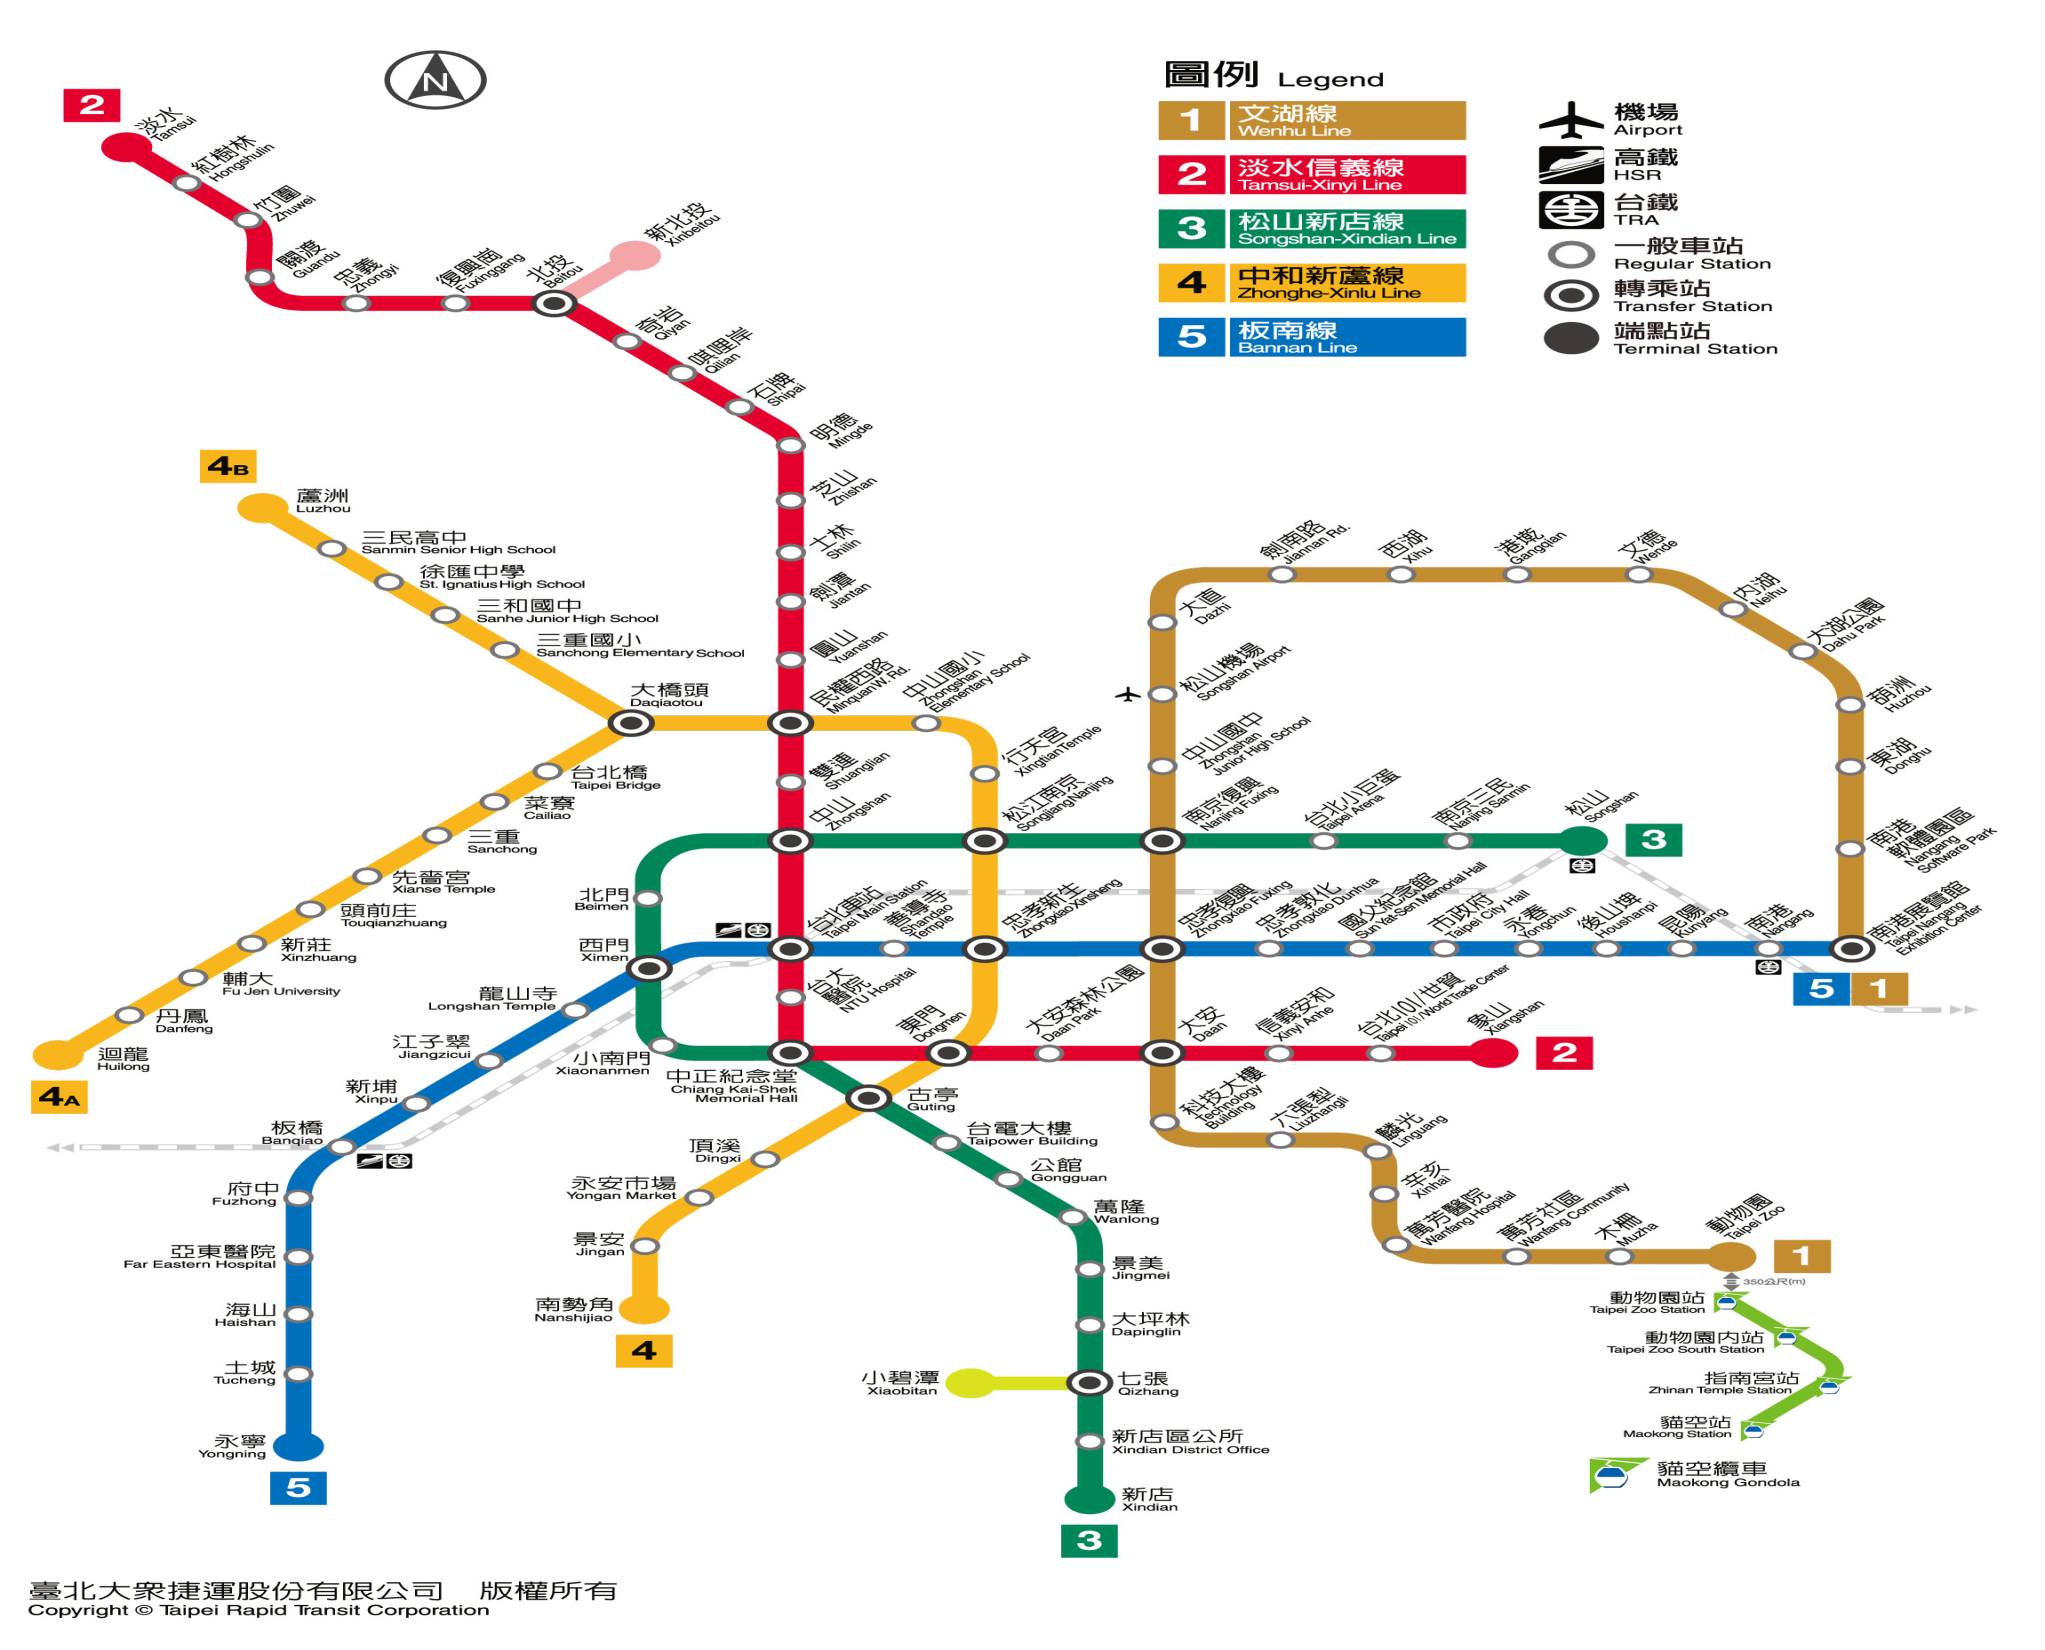 N
圖例 Legend
1 文湖線
Wenhu Line
2 淡水信義線
Tamsui-Xinyi Line
3 松山新店線
Songshan-Xindian Line
4 中和新蘆線
Zhonghe-Xinlu Line
5 板南線
Bannan Line
機場
Airport
高鐵
HSR
台鐵
TRA
一般車站
Regular Station
轉乘站
Transfer Station
端點站
Terminal Station
2
淡水
Tamsui
紅樹林
Hongshulin
竹圍
Zhuwei
關渡
Guandu
忠義
Zhongyi
復興崗
Fuxinggang
北投
Beitou
新北投
Xinbeitou
奇岩
Qiyan
唭哩岸
Qilian
石牌
Shipai
明德
Mingde
芝山
Zhishan
士林
Shilin
劍潭
Jiantan
圓山
Yuanshan
民權西路
Minquan W. Rd.
雙連
Shuanglian
中山
Zhongshan
台北車站
Taipei Main Station
台大
醫院
NTU Hospital
中正紀念堂
Chiang Kai-Shek
Memorial Hall
東門
Dongmen
大安森林公園
Daan Park
大安
Daan
信義安和
Xinyi Anhe
台北101/世貿
Taipei 101/World Trade Center
象山
Xiangshan
2
4B
蘆洲
Luzhou
三民高中
Sanmin Senior High School
徐匯中學
St. Ignatius High School
三和國中
Sanhe Junior High School
三重國小
Sanchong Elementary School
大橋頭
Daqiaotou
台北橋
Taipei Bridge
菜寮
Cailiao
三重
Sanchong
先嗇宮
Xianse Temple
頭前庄
Touqianzhuang
新莊
Xinzhuang
輔大
Fu Jen University
丹鳳
Danfeng
迴龍
Huilong
4A
中山國小
Zhongshan
Elementary School
行天宮
Xingtian Temple
松江南京
Songjiang Nanjing
忠孝新生
Zhongxiao Xinsheng
古亭
Guting
頂溪
Dingxi
永安市場
Yongan Market
景安
Jingan
南勢角
Nanshijiao
4
劍南路
Jiannan Rd.
西湖
Xihu
港墘
Gangqian
文德
Wende
內湖
Neihu
大湖公園
Dahu Park
葫洲
Huzhou
東湖
Donghu
南港
軟體園區
Nangang
Software Park
南港展覽館
Taipei Nangang
Exhibition Center
5 1
大直
Dazhi
松山機場
Songshan Airport
中山國中
Zhongshan
Junior High School
南京復興
Nanjing Fuxing
台北小巨蛋
Taipei Arena
南京三民
Nanjing Sanmin
松山
Songshan
3
忠孝復興
Zhongxiao Fuxing
忠孝敦化
Zhongxiao Dunhua
國父紀念館
Sun Yat-Sen Memorial Hall
市政府
Taipei City Hall
永春
Yongchun
後山埤
Houshanpi
昆陽
Kunyang
南港
Nangang
善導寺
Shandao
Temple
北門
Beimen
西門
Ximen
小南門
Xiaonanmen
龍山寺
Longshan Temple
江子翠
Jiangzicui
新埔
Xinpu
板橋
Banqiao
府中
Fuzhong
亞東醫院
Far Eastern Hospital
海山
Haishan
土城
Tucheng
永寧
Yongning
5
台電大樓
Taipower Building
公館
Gongguan
萬隆
Wanlong
景美
Jingmei
大坪林
Dapinglin
小碧潭
Xiaobitan
七張
Qizhang
新店區公所
Xindian District Office
新店
Xindian
3
科技大樓
Technology
Building
六張犁
Liuzhangli
麟光
Linguang
辛亥
Xinhai
萬芳醫院
Wanfang Hospital
萬芳社區
Wanfang Community
木柵
Muzha
動物園
Taipei Zoo
1
350公尺(m)
動物園站
Taipei Zoo Station
動物園內站
Taipei Zoo South Station
指南宮站
Zhinan Temple Station
貓空站
Maokong Station
貓空纜車
Maokong Gondola
臺北大眾捷運股份有限公司 版權所有
Copyright © Taipei Rapid Transit Corporation